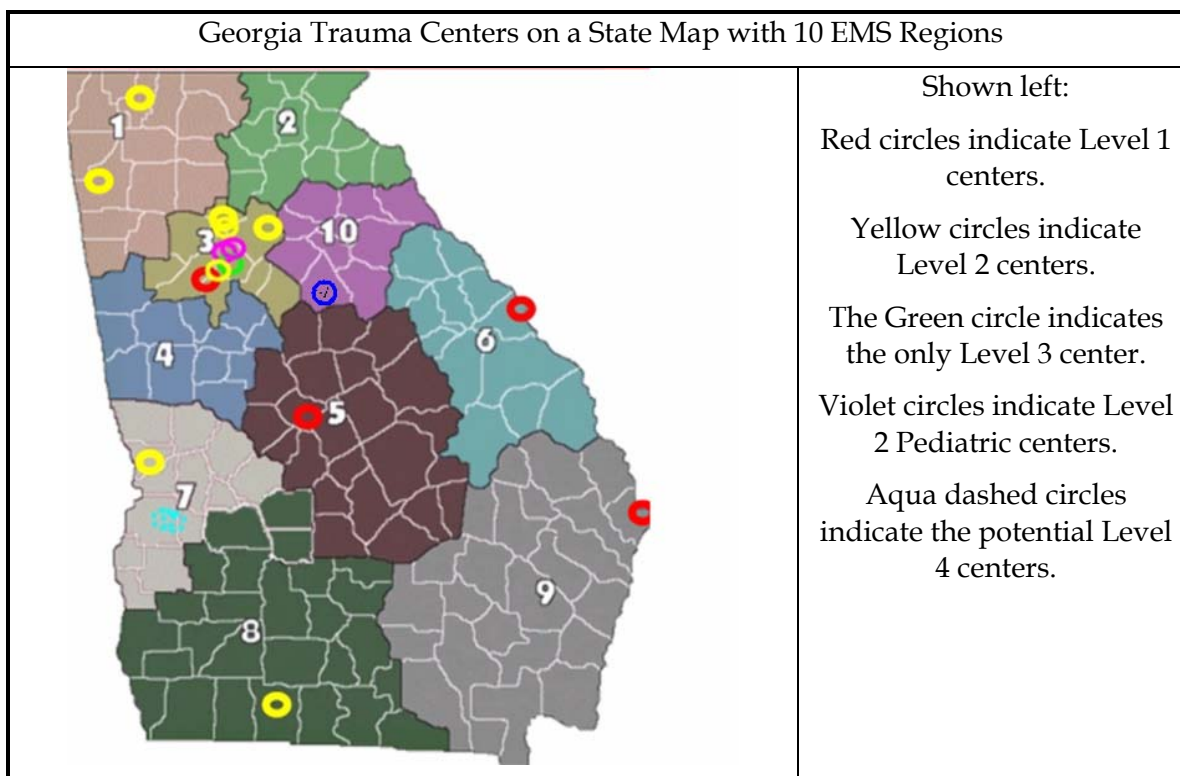 Georgia Trauma Centers on a State Map with 10 EMS Regions
1
2
3
10
4
5
6
7
8
9
Shown left:
Red circles indicate Level 1
centers.
Yellow circles indicate
Level 2 centers.
The Green circle indicates
the only Level 3 center.
Violet circles indicate Level
2 Pediatric centers.
Aqua dashed circles
indicate the potential Level
4 centers.